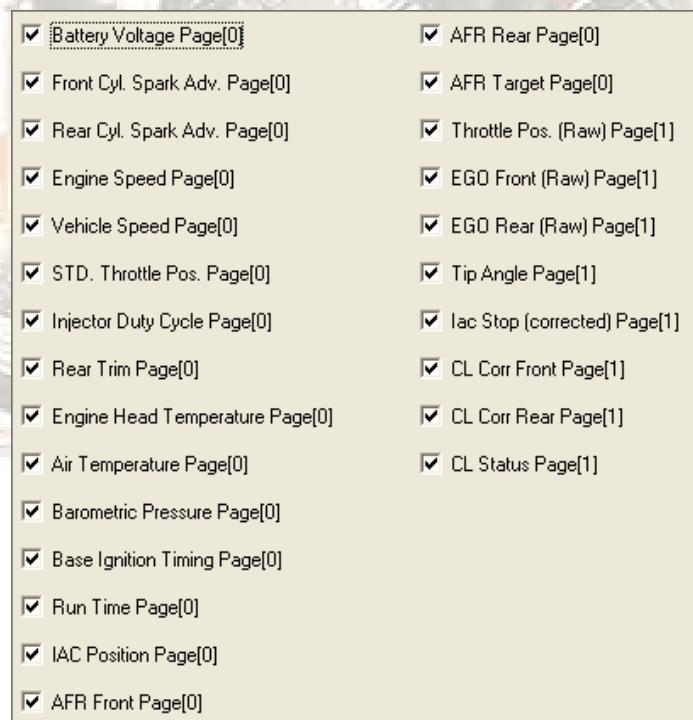 Battery Voltage Page[0]
Front Cyl. Spark Adv. Page[0]
Rear Cyl. Spark Adv. Page[0]
Engine Speed Page[0]
Vehicle Speed Page[0]
STD. Throttle Pos. Page[0]
Injector Duty Cycle Page[0]
Rear Trim Page[0]
Engine Head Temperature Page[0]
Air Temperature Page[0]
Barometric Pressure Page[0]
Base Ignition Timing Page[0]
Run Time Page[0]
IAC Position Page[0]
AFR Front Page[0]
AFR Rear Page[0]
AFR Target Page[0]
Throttle Pos. (Raw) Page[1]
EGO Front (Raw) Page[1]
EGO Rear (Raw) Page[1]
Tip Angle Page[1]
Iac Stop (corrected) Page[1]
CL Corr Front Page[1]
CL Corr Rear Page[1]
CL Status Page[1]